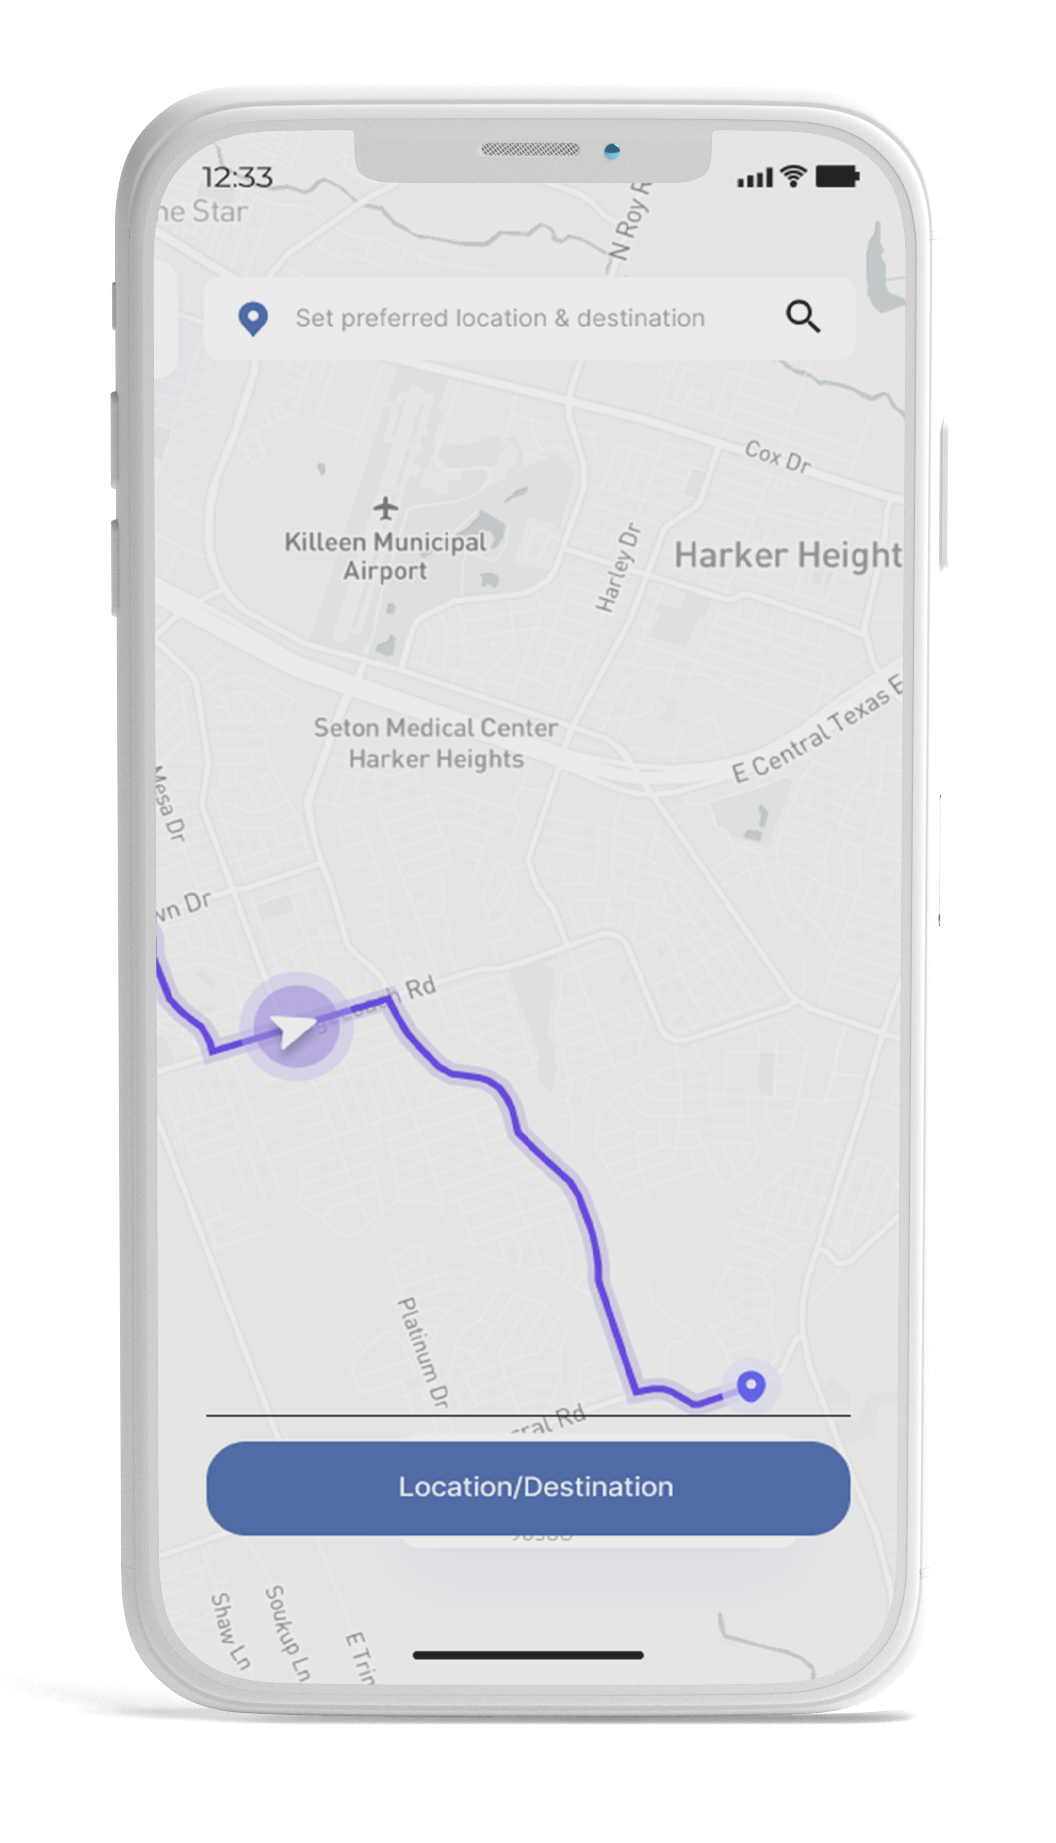 12:33
ne Star
N Roy R
Set preferred location & destination
Cox Dr
Killeen Municipal
Airport
Harley Dr
Harker Height
Seton Medical Center
Harker Heights
E Central Texas E
Mesa Dr
wn Dr
Rd
Platinum Dr
ral Rd
Location/Destination
Shaw Ln
Soukup Ln
E Trin